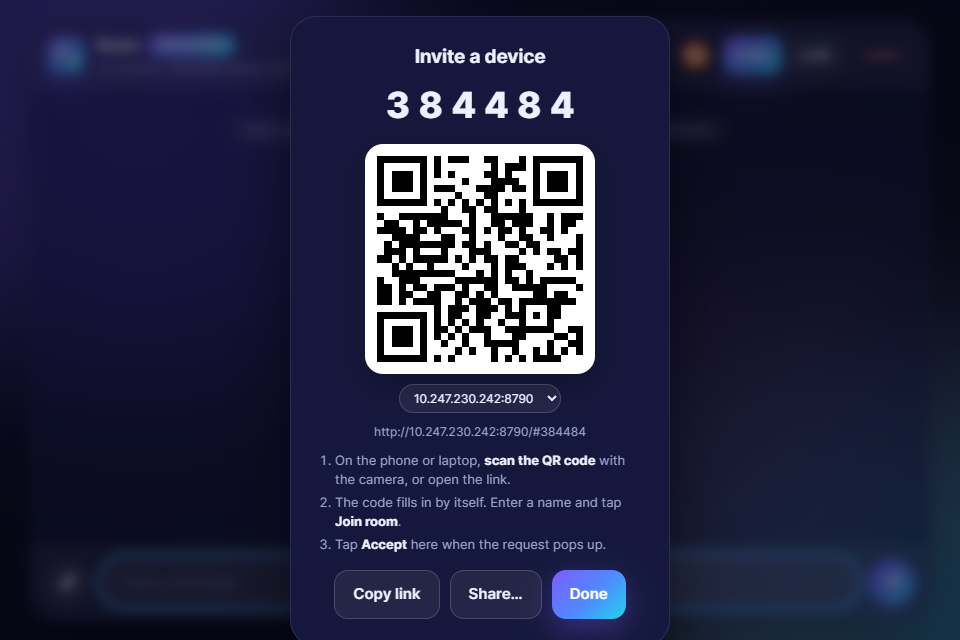 Invite a device
384484
10.247.230.242:8790
http://10.247.230.242:8790/#384484
1. On the phone or laptop, scan the QR code with
the camera, or open the link.
2. The code fills in by itself. Enter a name and tap
Join room.
3. Tap Accept here when the request pops up.
Copy link
Share...
Done